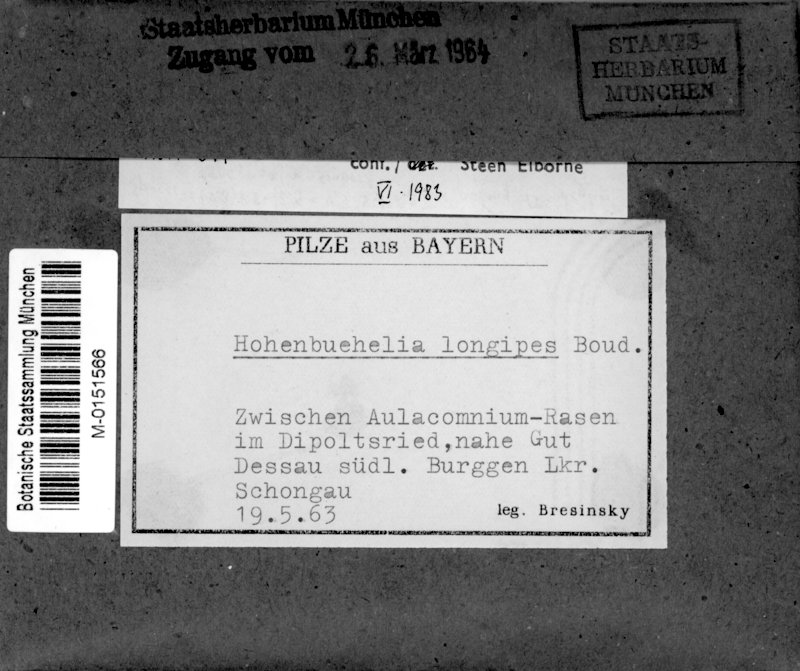 Staatsherbarium München
Zugang vom 26. März 1964
STAATS-
HERBARIUM
MÜNCHEN
conf./det. Steen Elborne
VI. 1983
PILZE aus BAYERN
Hohenbuehelia longipes Boud.
Zwischen Aulacomnium-Rasen
im Dipoltsried,nahe Gut
Dessau südl. Burggen Lkr.
Schongau
19.5.63
leg. Bresinsky
Botanische Staatssammlung München
M-0151566